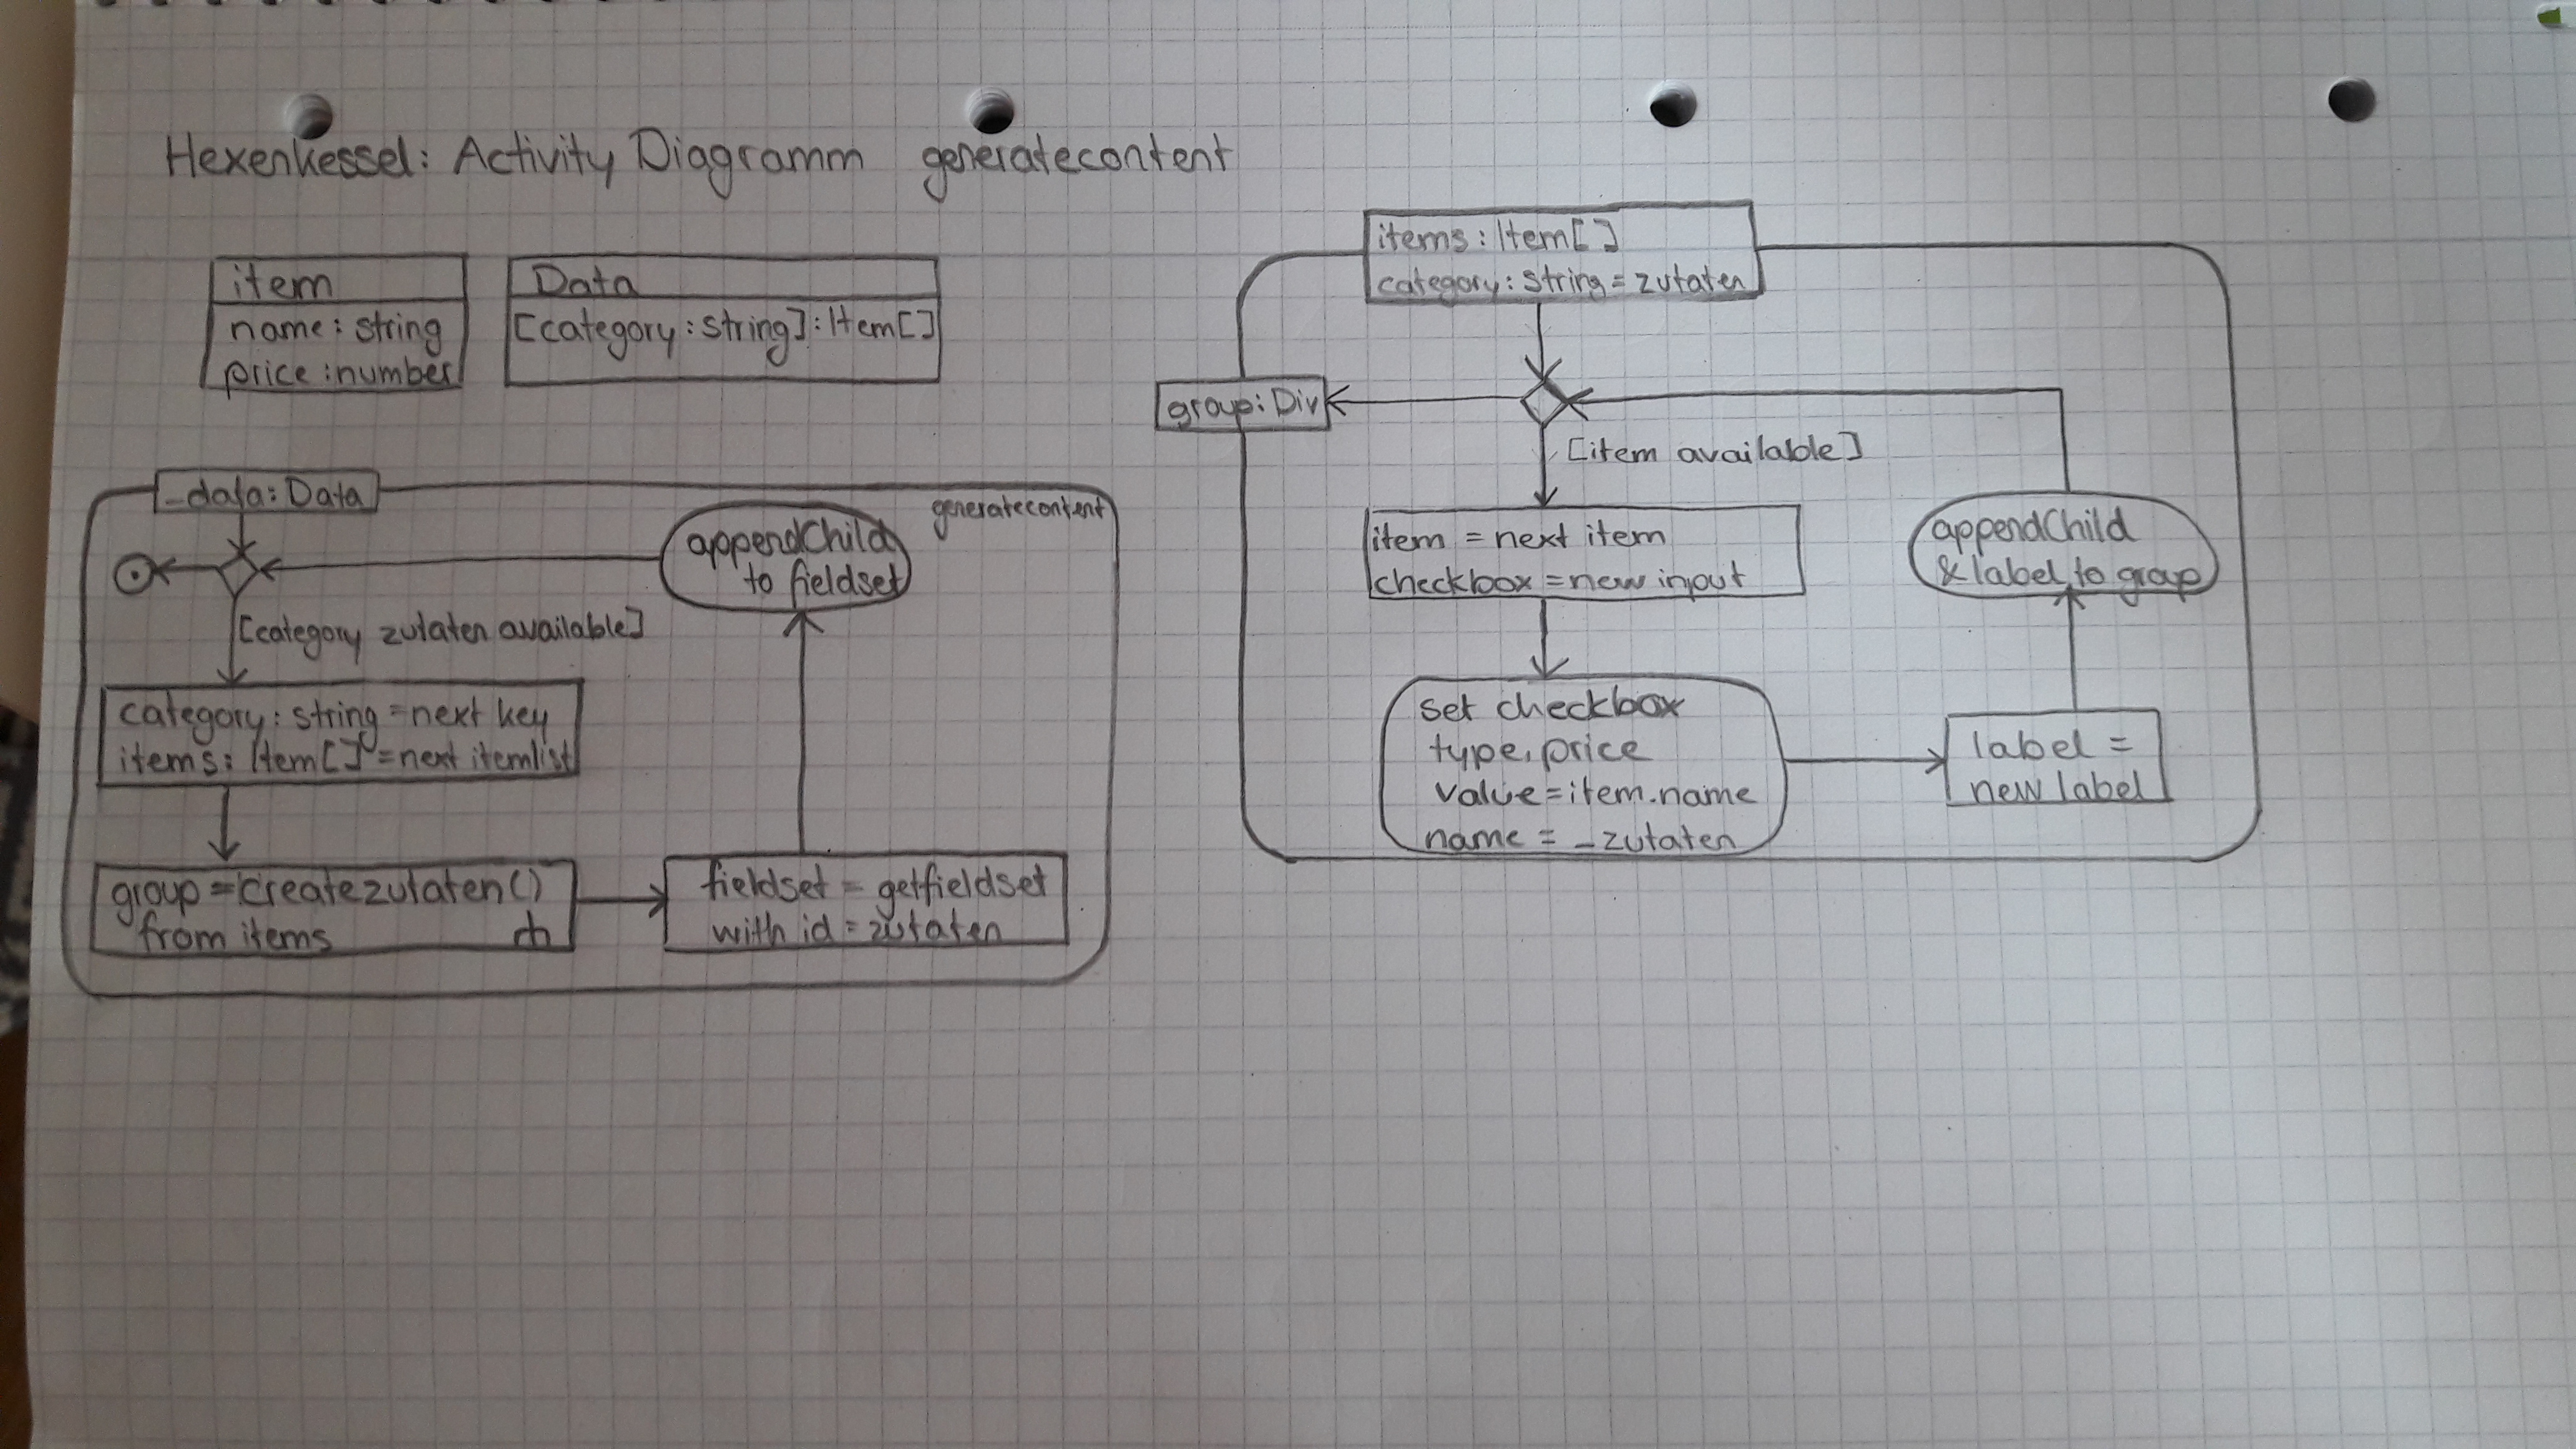 Hexenkessel: Activity Diagramm generatecontent
item
name: string
price: number
Data
[category: string]: Item[]
_data: Data
generatecontent
appendChild
to fieldset
[category zutaten available]
category: string = next key
items: Item[] = next itemlist
group = createzutaten()
from items
fieldset = getfieldset
with id = zutaten
items: Item[]
category: string = zutaten
group: Div
[item available]
item = next item
checkbox = new input
appendChild
& label to group
set checkbox
type, price
value = item.name
name = _zutaten
label =
new label